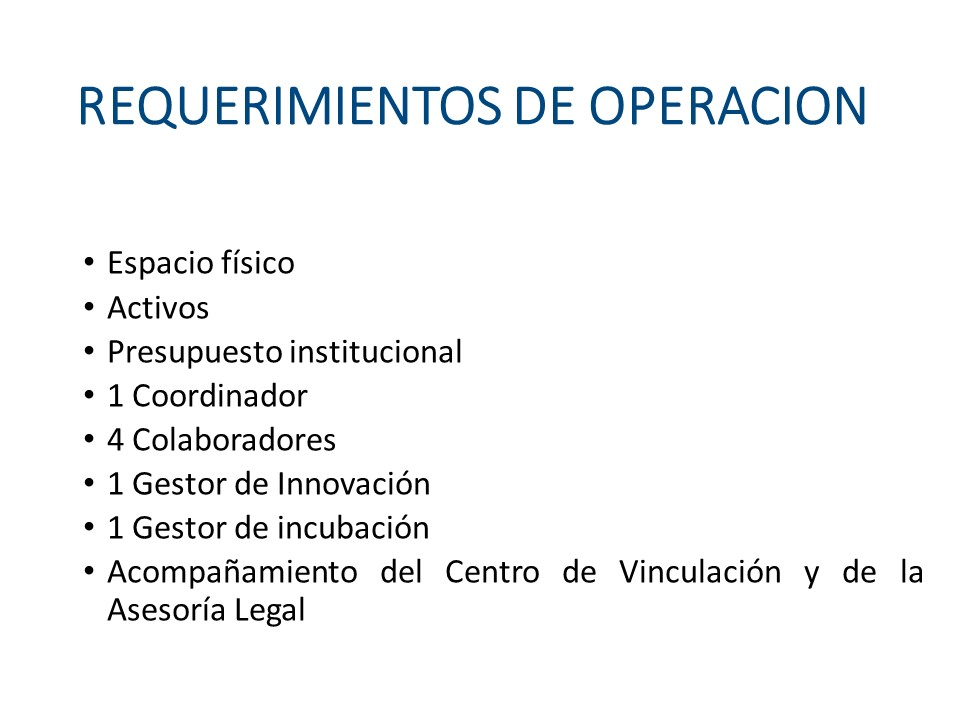 REQUERIMIENTOS DE OPERACION
• Espacio físico
• Activos
• Presupuesto institucional
• 1 Coordinador
• 4 Colaboradores
• 1 Gestor de Innovación
• 1 Gestor de incubación
• Acompañamiento del Centro de Vinculación y de la
Asesoría Legal